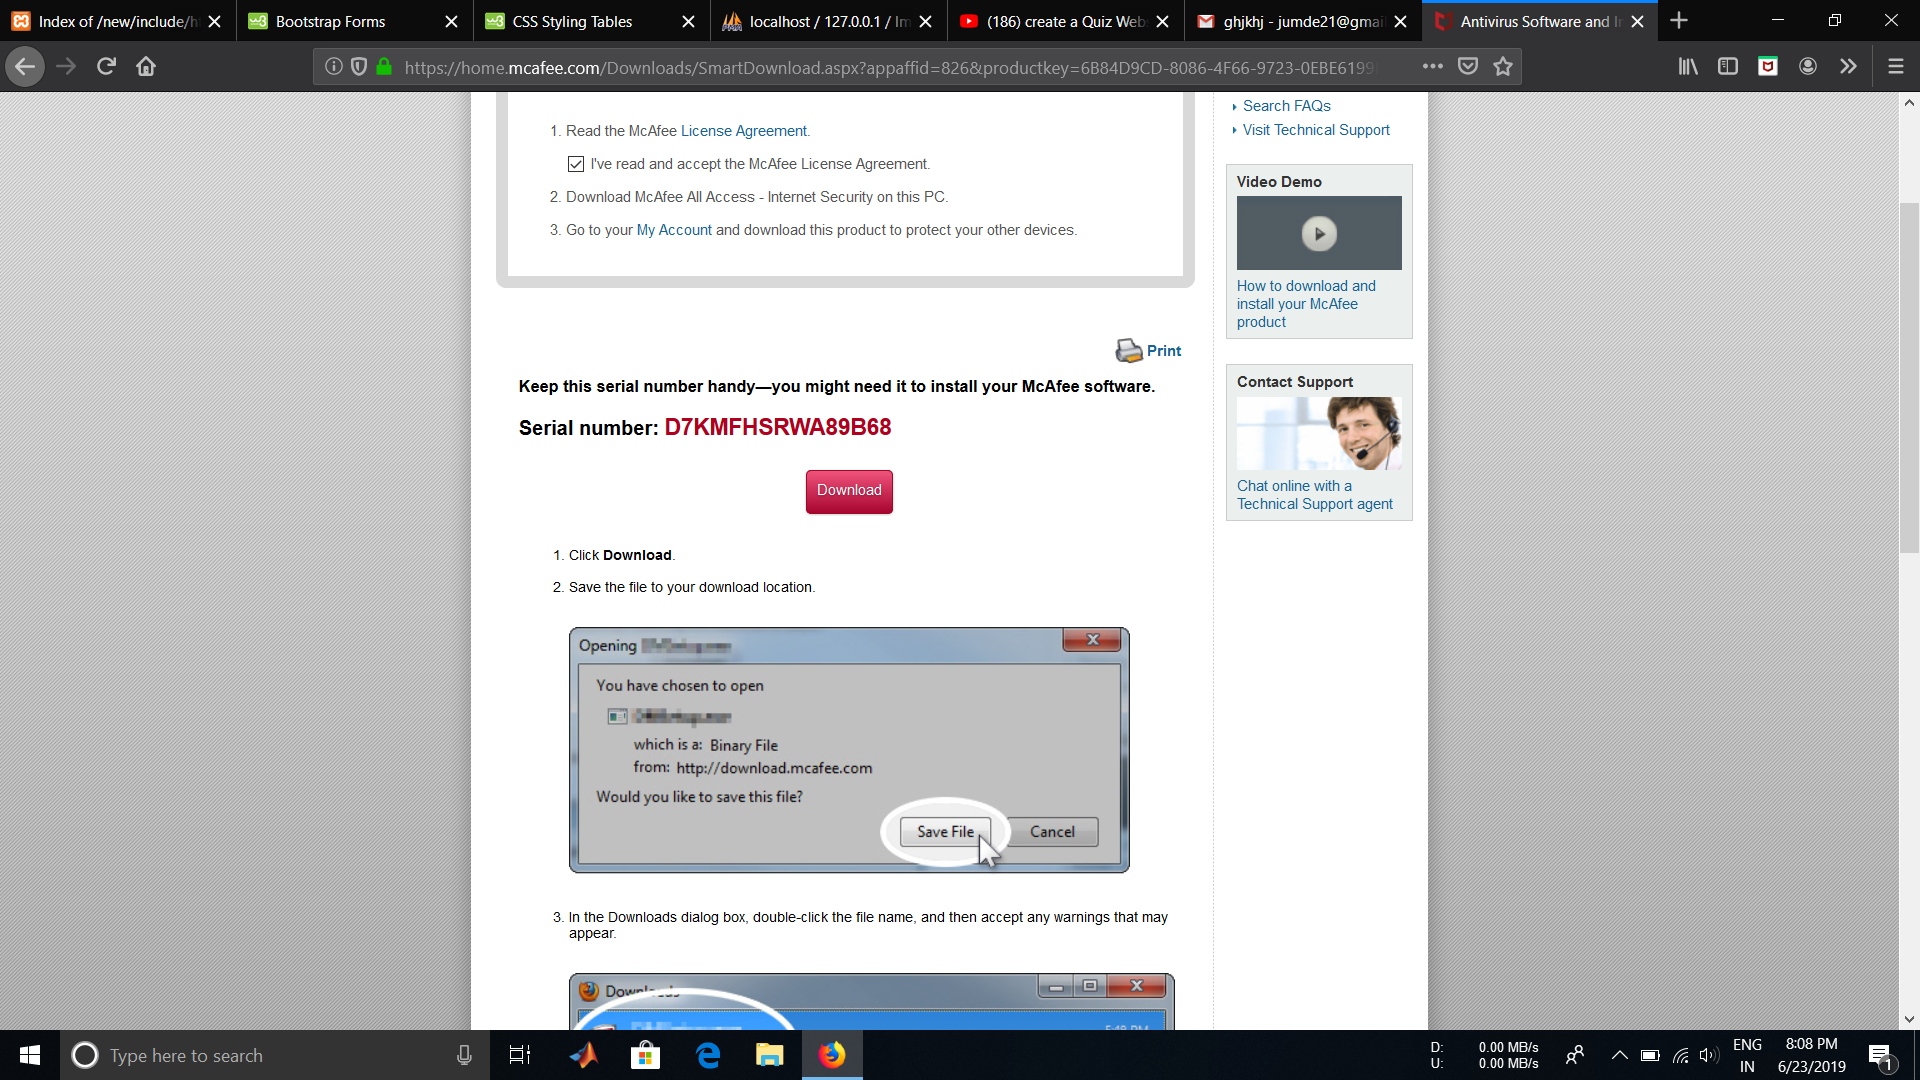 Index of /new/include/h
Bootstrap Forms
CSS Styling Tables
localhost / 127.0.0.1 / Im
(186) create a Quiz Web
ghjkhj - jumde21@gmai
Antivirus Software and In
https://home.mcafee.com/Downloads/SmartDownload.aspx?appaffid=826&productkey=6B84D9CD-8086-4F66-9723-0EBE6199
1. Read the McAfee License Agreement.
I've read and accept the McAfee License Agreement.
2. Download McAfee All Access - Internet Security on this PC.
3. Go to your My Account and download this product to protect your other devices.
Search FAQs
Visit Technical Support
Video Demo
How to download and
install your McAfee
product
Print
Keep this serial number handy—you might need it to install your McAfee software.
Serial number: D7KMFHSRWA89B68
Contact Support
Chat online with a
Technical Support agent
Download
1. Click Download.
2. Save the file to your download location.
Opening
You have chosen to open
which is a: Binary File
from: http://download.mcafee.com
Would you like to save this file?
Save File
Cancel
3. In the Downloads dialog box, double-click the file name, and then accept any warnings that may
appear.
Downloads
5:49 PM
Type here to search
D: 0.00 MB/s
U: 0.00 MB/s
ENG
IN
8:08 PM
6/23/2019
1